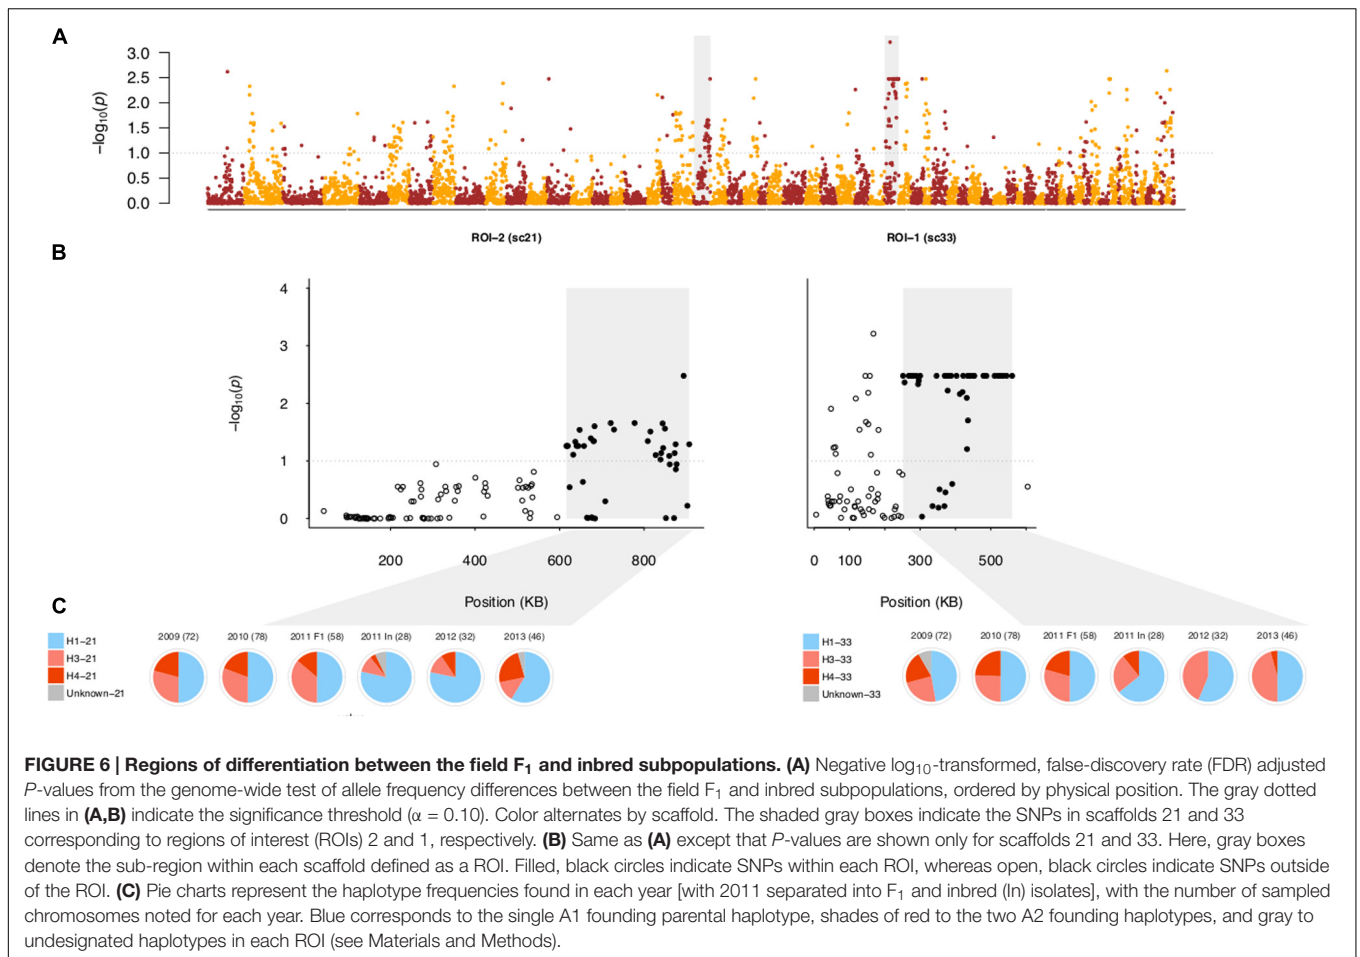 A
3.0
2.5
2.0
1.5
1.0
0.5
0.0
−log10(p)
ROI−2 (sc21)
ROI−1 (sc33)
B
4
3
2
1
0
−log10(p)
200
400
600
800
0
100
300
500
Position (KB)
Position (KB)
C
H1−21
H3−21
H4−21
Unknown−21
2009 (72)
2010 (78)
2011 F1 (58)
2011 In (28)
2012 (32)
2013 (46)
H1−33
H3−33
H4−33
Unknown−33
2009 (72)
2010 (78)
2011 F1 (58)
2011 In (28)
2012 (32)
2013 (46)
FIGURE 6 | Regions of differentiation between the field F1 and inbred subpopulations. (A) Negative log10-transformed, false-discovery rate (FDR) adjusted
P-values from the genome-wide test of allele frequency differences between the field F1 and inbred subpopulations, ordered by physical position. The gray dotted
lines in (A,B) indicate the significance threshold (α = 0.10). Color alternates by scaffold. The shaded gray boxes indicate the SNPs in scaffolds 21 and 33
corresponding to regions of interest (ROIs) 2 and 1, respectively. (B) Same as (A) except that P-values are shown only for scaffolds 21 and 33. Here, gray boxes
denote the sub-region within each scaffold defined as a ROI. Filled, black circles indicate SNPs within each ROI, whereas open, black circles indicate SNPs outside
of the ROI. (C) Pie charts represent the haplotype frequencies found in each year [with 2011 separated into F1 and inbred (In) isolates], with the number of sampled
chromosomes noted for each year. Blue corresponds to the single A1 founding parental haplotype, shades of red to the two A2 founding haplotypes, and gray to
undesignated haplotypes in each ROI (see Materials and Methods).